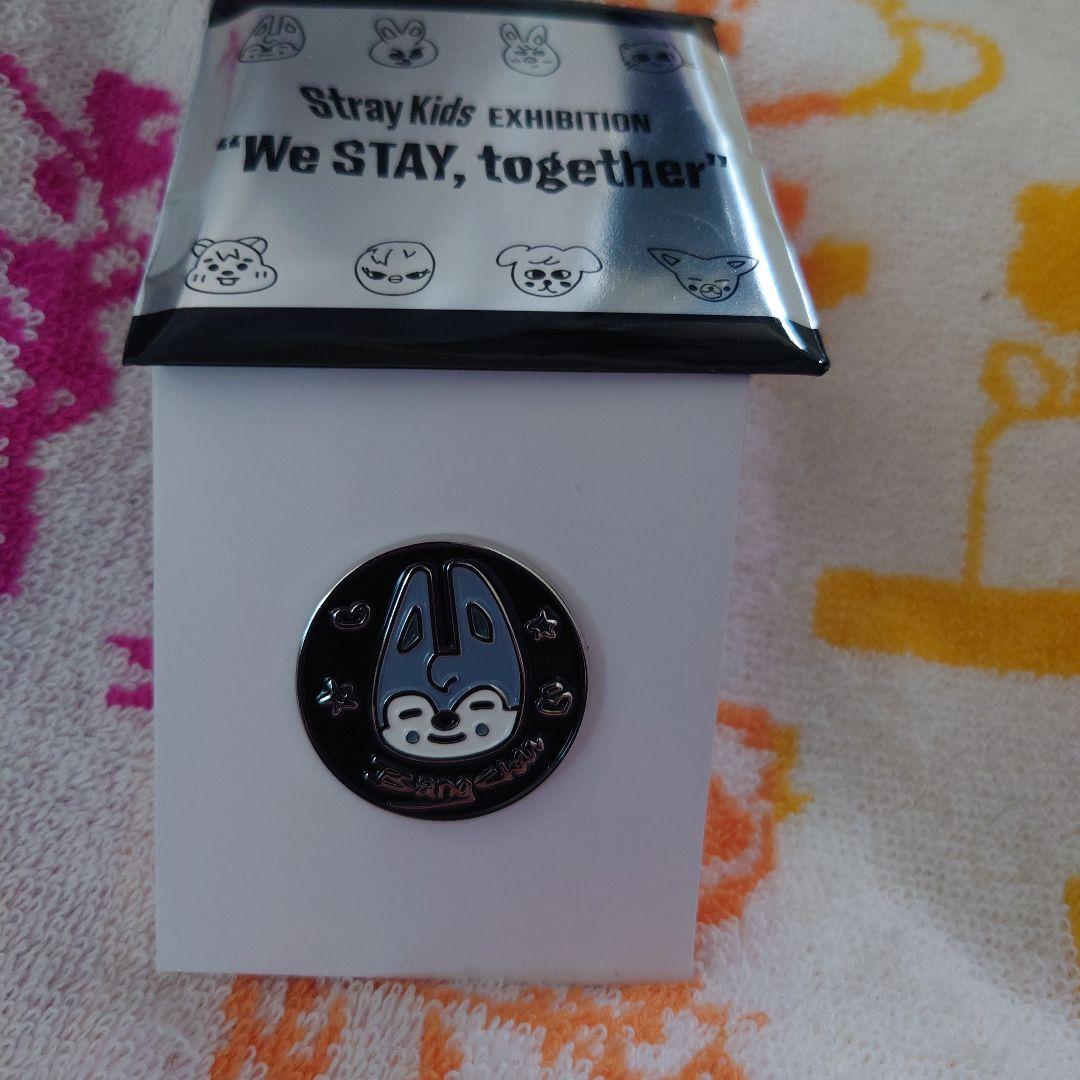 Stray Kids EXHIBITION
“We STAY, together”
Bang Chan